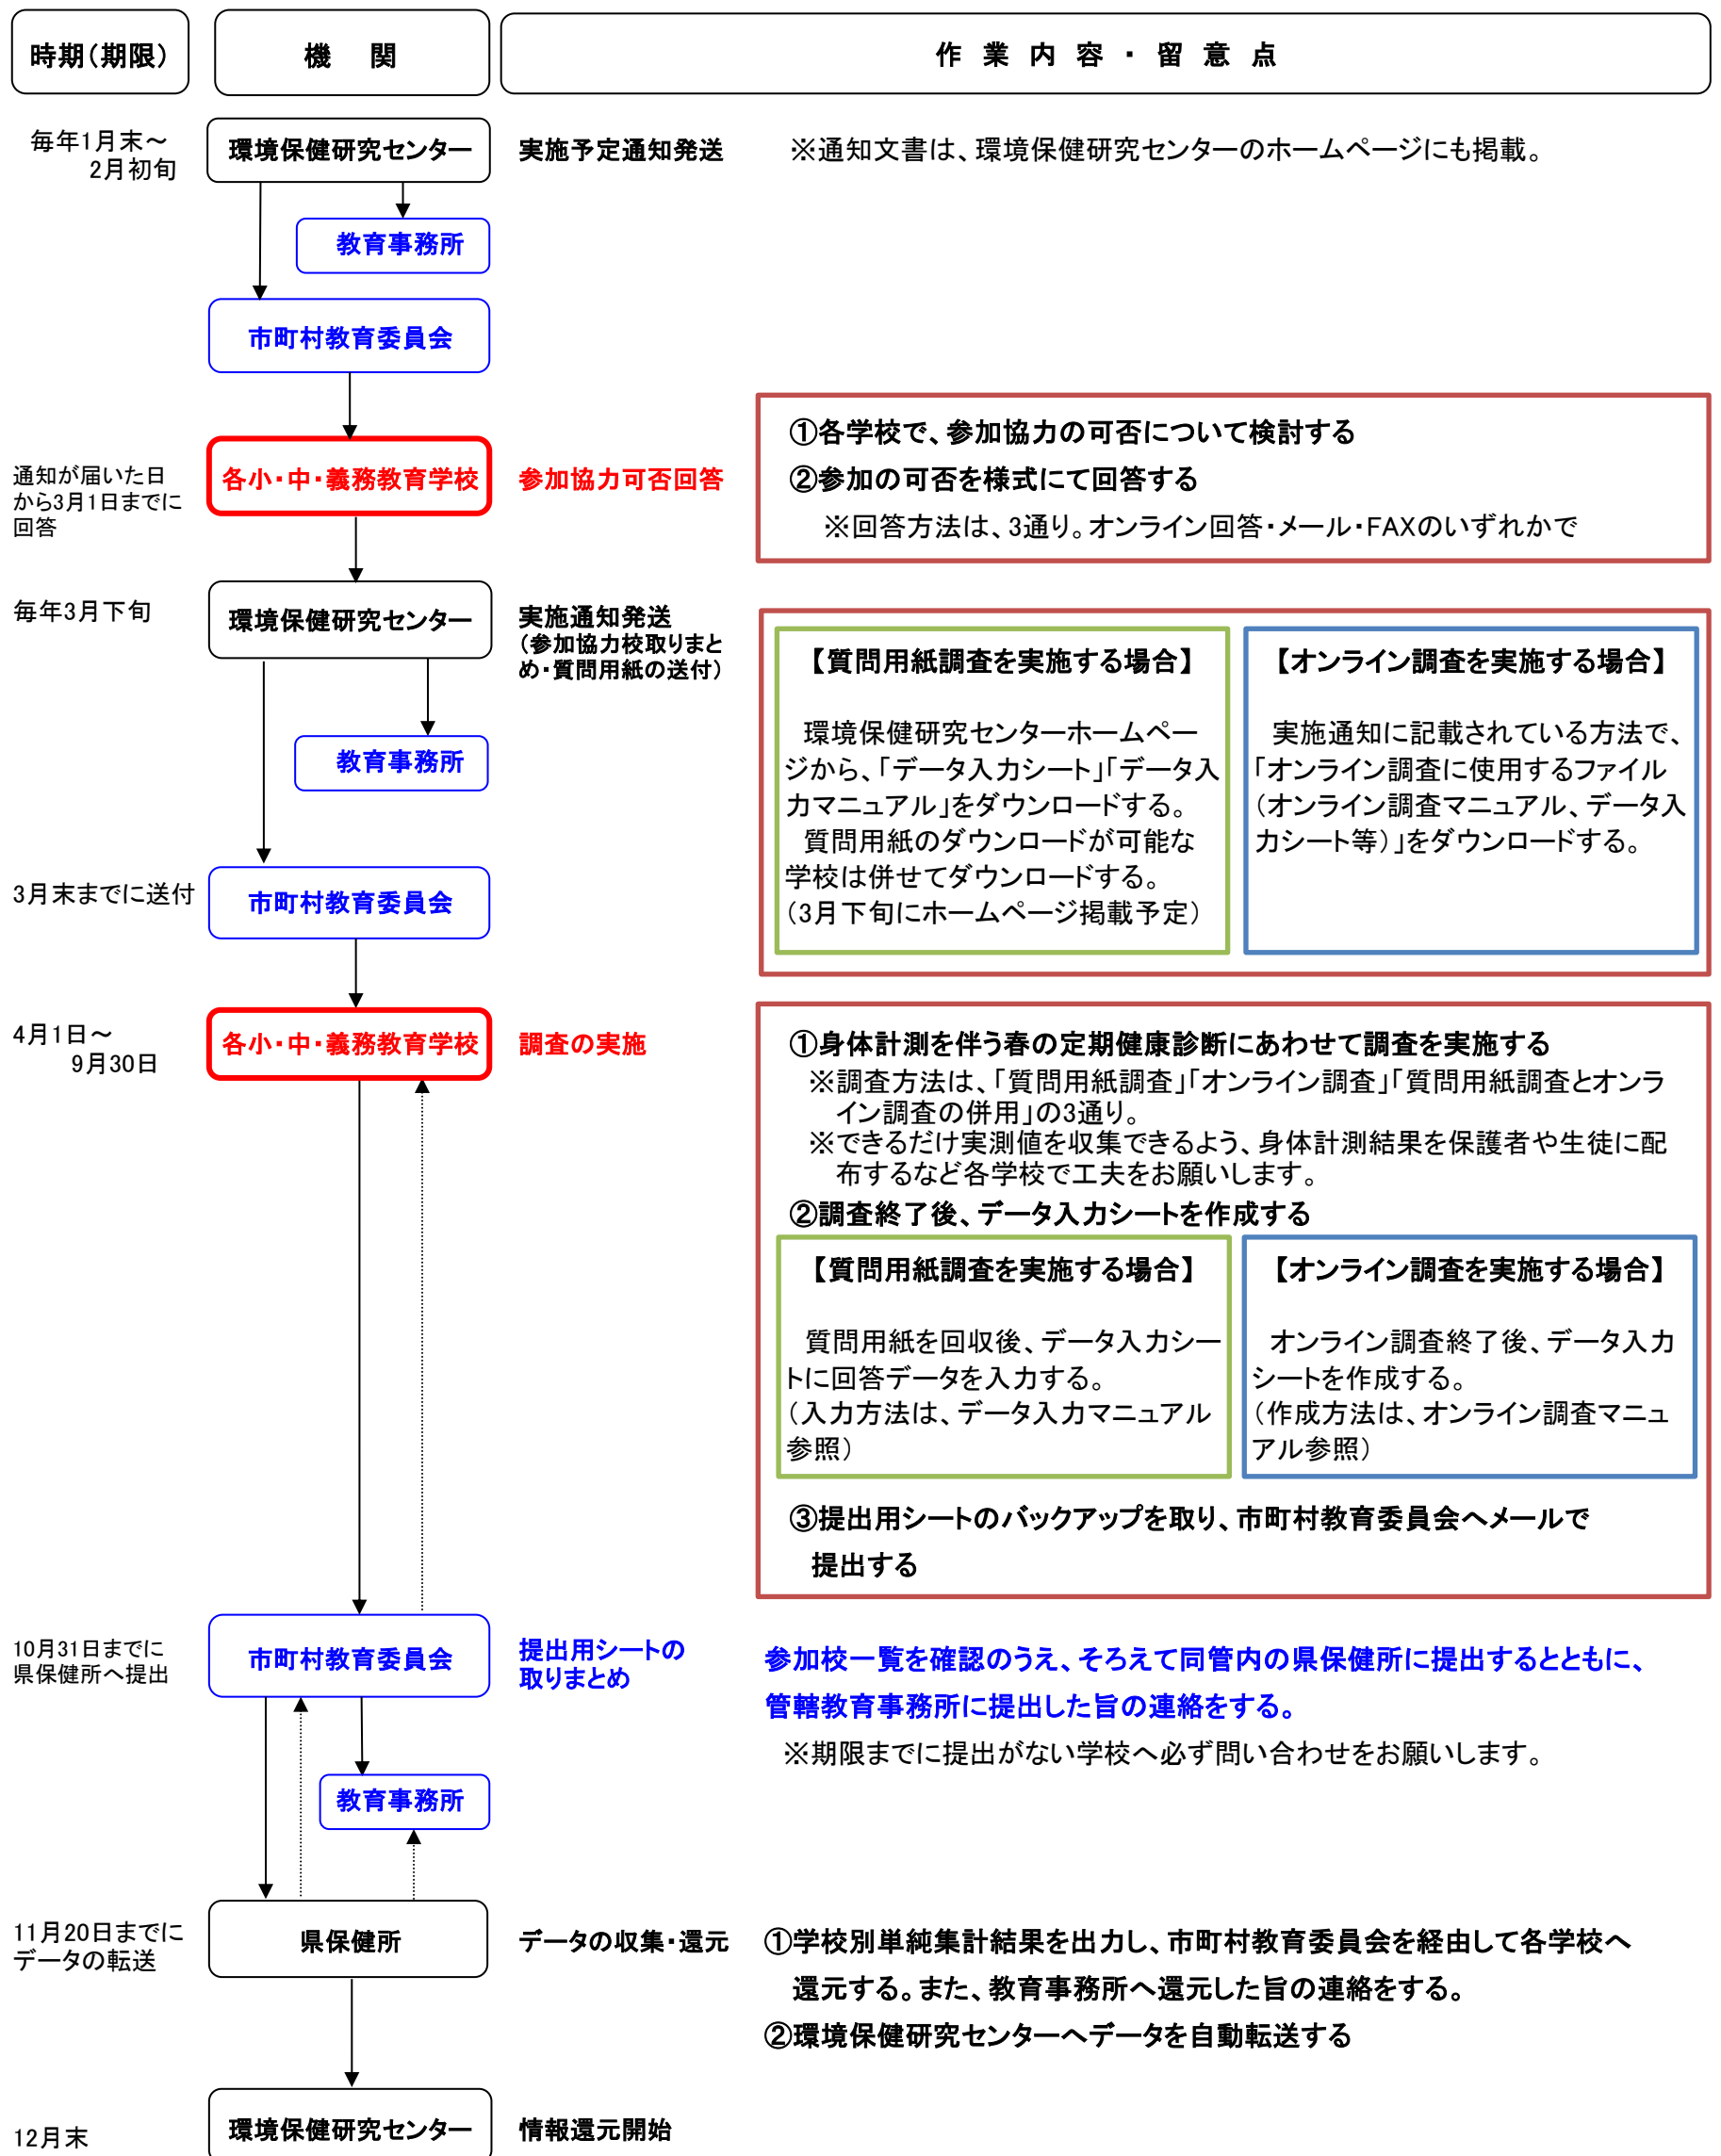 時期（期限）
機　関
作　業　内　容　・　留　意　点
毎年1月末～
2月初旬
環境保健研究センター
実施予定通知発送
※通知文書は、環境保健研究センターのホームページにも掲載。
教育事務所
市町村教育委員会
通知が届いた日
から3月1日までに
回答
各小・中・義務教育学校
参加協力可否回答
①各学校で、参加協力の可否について検討する
②参加の可否を様式にて回答する
※回答方法は、3通り。オンライン回答・メール・FAXのいずれかで
毎年3月下旬
環境保健研究センター
実施通知発送
（参加協力校取りまと
め・質問用紙の送付）
教育事務所
【質問用紙調査を実施する場合】
環境保健研究センターホームペー
ジから、「データ入力シート」「データ入
力マニュアル」をダウンロードする。
質問用紙のダウンロードが可能な
学校は併せてダウンロードする。
（3月下旬にホームページ掲載予定）
【オンライン調査を実施する場合】
実施通知に記載されている方法で、
「オンライン調査に使用するファイル
（オンライン調査マニュアル、データ入
力シート等）」をダウンロードする。
3月末までに送付
市町村教育委員会
4月1日～
9月30日
各小・中・義務教育学校
調査の実施
①身体計測を伴う春の定期健康診断にあわせて調査を実施する
※調査方法は、「質問用紙調査」「オンライン調査」「質問用紙調査とオンラ
イン調査の併用」の3通り。
※できるだけ実測値を収集できるよう、身体計測結果を保護者や生徒に配
布するなど各学校で工夫をお願いします。
②調査終了後、データ入力シートを作成する
【質問用紙調査を実施する場合】
質問用紙を回収後、データ入力シー
トに回答データを入力する。
（入力方法は、データ入力マニュアル
参照）
【オンライン調査を実施する場合】
オンライン調査終了後、データ入力
シートを作成する。
（作成方法は、オンライン調査マニュ
アル参照）
③提出用シートのバックアップを取り、市町村教育委員会へメールで
提出する
10月31日までに
県保健所へ提出
市町村教育委員会
提出用シートの
取りまとめ
参加校一覧を確認のうえ、そろえて同管内の県保健所に提出するとともに、
管轄教育事務所に提出した旨の連絡をする。
※期限までに提出がない学校へ必ず問い合わせをお願いします。
教育事務所
11月20日までに
データの転送
県保健所
データの収集・還元
①学校別単純集計結果を出力し、市町村教育委員会を経由して各学校へ
還元する。また、教育事務所へ還元した旨の連絡をする。
②環境保健研究センターへデータを自動転送する
12月末
環境保健研究センター
情報還元開始